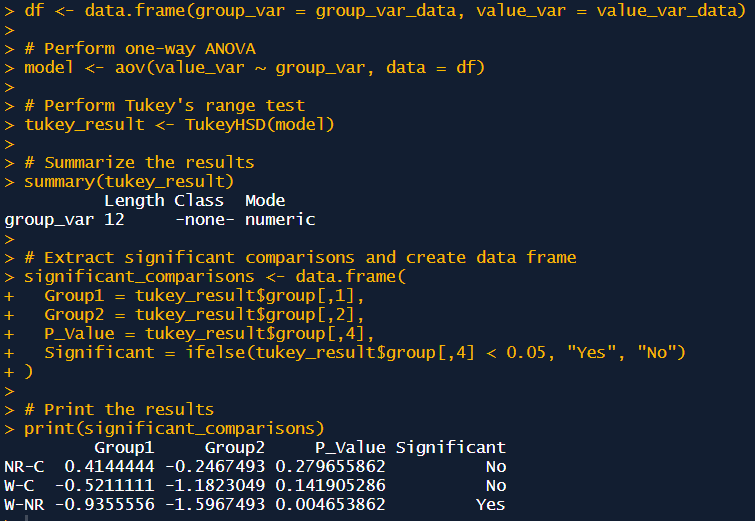 > df <- data.frame(group_var = group_var_data, value_var = value_var_data)
>
> # Perform one-way ANOVA
> model <- aov(value_var ~ group_var, data = df)
>
> # Perform Tukey's range test
> tukey_result <- TukeyHSD(model)
>
> # Summarize the results
> summary(tukey_result)
          Length Class  Mode
group_var 12     -none- numeric
>
> # Extract significant comparisons and create data frame
> significant_comparisons <- data.frame(
+   Group1 = tukey_result$group[,1],
+   Group2 = tukey_result$group[,2],
+   P_Value = tukey_result$group[,4],
+   Significant = ifelse(tukey_result$group[,4] < 0.05, "Yes", "No")
+ )
>
> # Print the results
> print(significant_comparisons)
         Group1     Group2     P_Value Significant
NR-C  0.4144444 -0.2467493 0.279655862          No
W-C  -0.5211111 -1.1823049 0.141905286          No
W-NR -0.9355556 -1.5967493 0.004653862         Yes